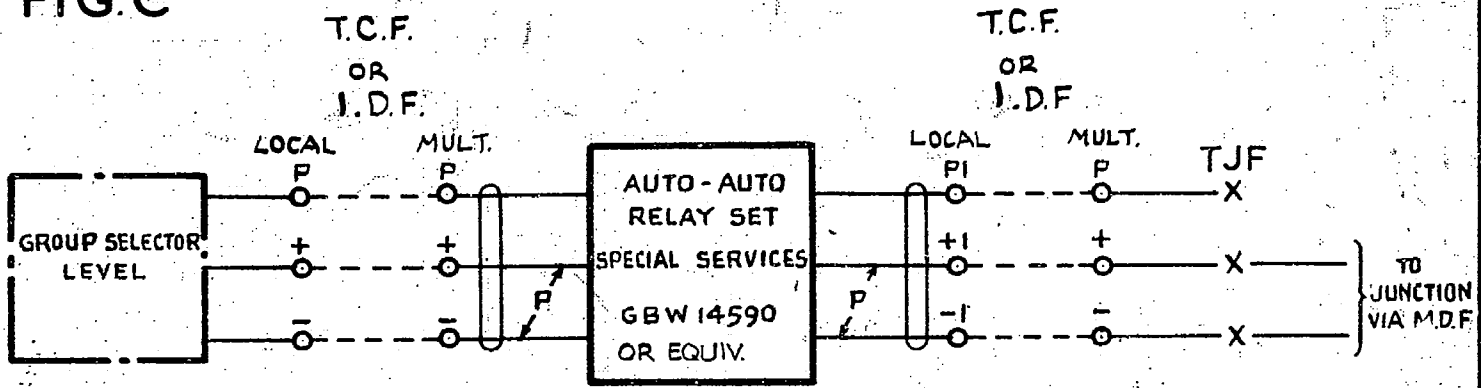 FIG.C
T.C.F.
OR
I.D.F.
T.C.F.
OR
I.D.F
LOCAL
MULT.
LOCAL
MULT.
TJF
P
P
P1
P
X
GROUP SELECTOR
LEVEL
+
+
+1
+
X
-
-
-1
-
X
P
P
AUTO-AUTO
RELAY SET
SPECIAL SERVICES
GBW 14590
OR EQUIV.
TO
JUNCTION
VIA M.D.F